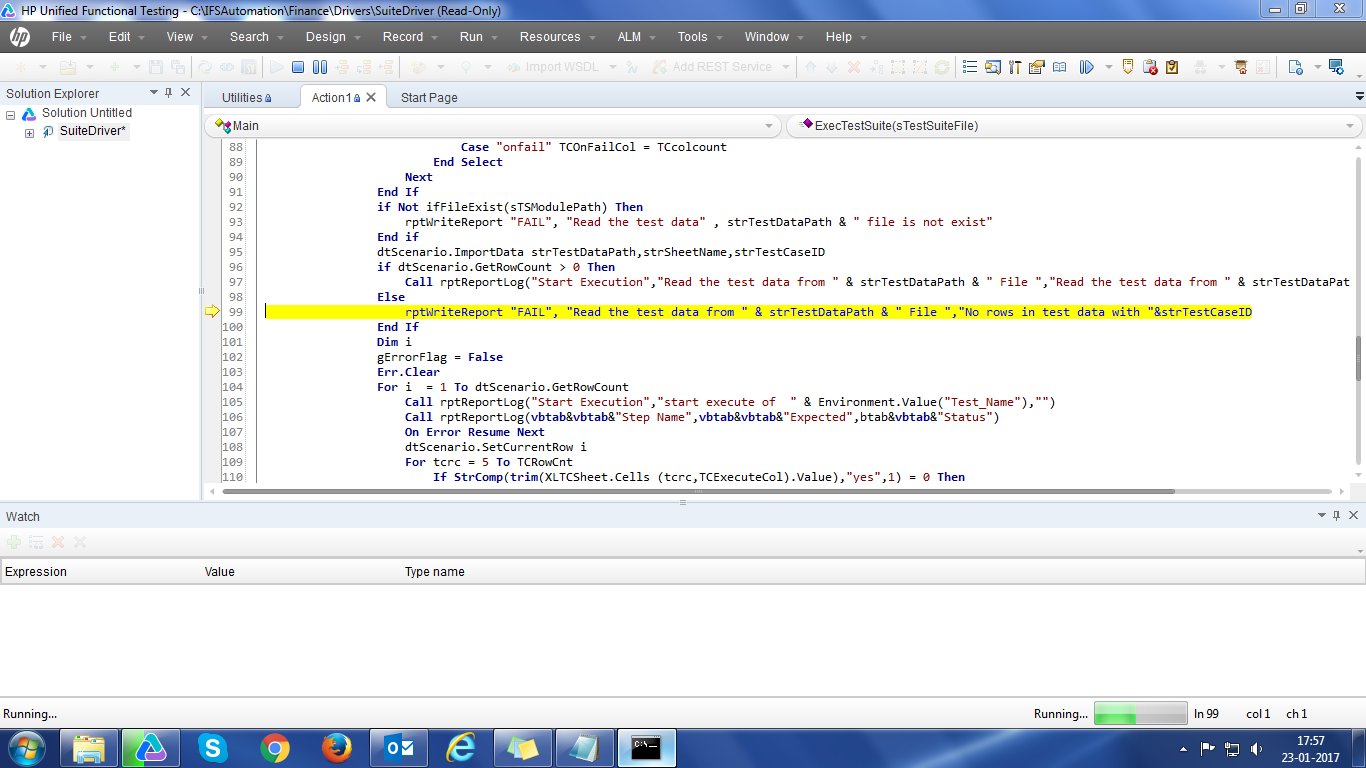 HP Unified Functional Testing - C:\IFSAutomation\Finance\Drivers\SuiteDriver (Read-Only)
hp File Edit View Search Design Record Run Resources ALM Tools Window Help
Import WSDL Add REST Service
Solution Explorer
Solution Untitled
SuiteDriver*
Utilities Action1 Start Page
Main ExecTestSuite(sTestSuiteFile)
88 Case "onfail" TCOnFailCol = TCcolcount
89 End Select
90 Next
91 End If
92 if Not ifFileExist(sTSModulePath) Then
93 rptWriteReport "FAIL", "Read the test data" , strTestDataPath & " file is not exist"
94 End if
95 dtScenario.ImportData strTestDataPath,strSheetName,strTestCaseID
96 if dtScenario.GetRowCount > 0 Then
97 Call rptReportLog("Start Execution","Read the test data from " & strTestDataPath & " File ","Read the test data from " & strTestDataPat
98 Else
99 rptWriteReport "FAIL", "Read the test data from " & strTestDataPath & " File ","No rows in test data with "&strTestCaseID
100 End If
101 Dim i
102 gErrorFlag = False
103 Err.Clear
104 For i  = 1 To dtScenario.GetRowCount
105 Call rptReportLog("Start Execution","start execute of  " & Environment.Value("Test_Name"),"")
106 Call rptReportLog(vbtab&vbtab&"Step Name",vbtab&vbtab&"Expected",btab&vbtab&"Status")
107 On Error Resume Next
108 dtScenario.SetCurrentRow i
109 For tcrc = 5 To TCRowCnt
110 If StrComp(trim(XLTCSheet.Cells (tcrc,TCExecuteCol).Value),"yes",1) = 0 Then
Watch
Expression Value Type name
Running... Running... ln 99 col 1 ch 1
C:\
17:57
23-01-2017